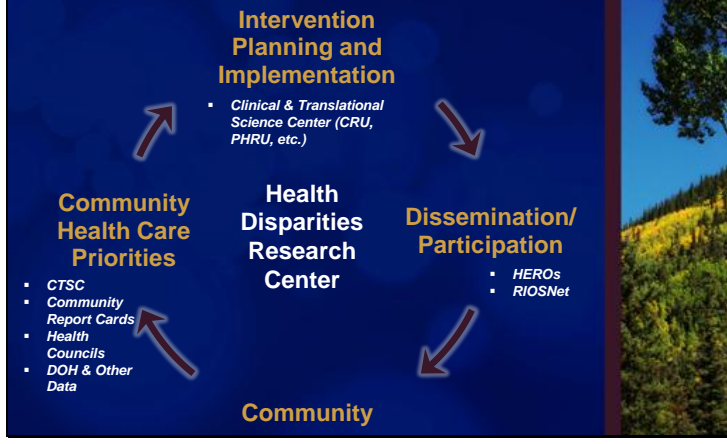 Intervention
Planning and
Implementation
▪ Clinical & Translational
Science Center (CRU,
PHRU, etc.)
Community
Health Care
Priorities
▪ CTSC
▪ Community
Report Cards
▪ Health
Councils
▪ DOH & Other
Data
Health
Disparities
Research
Center
Dissemination/
Participation
▪ HEROs
▪ RIOSNet
Community